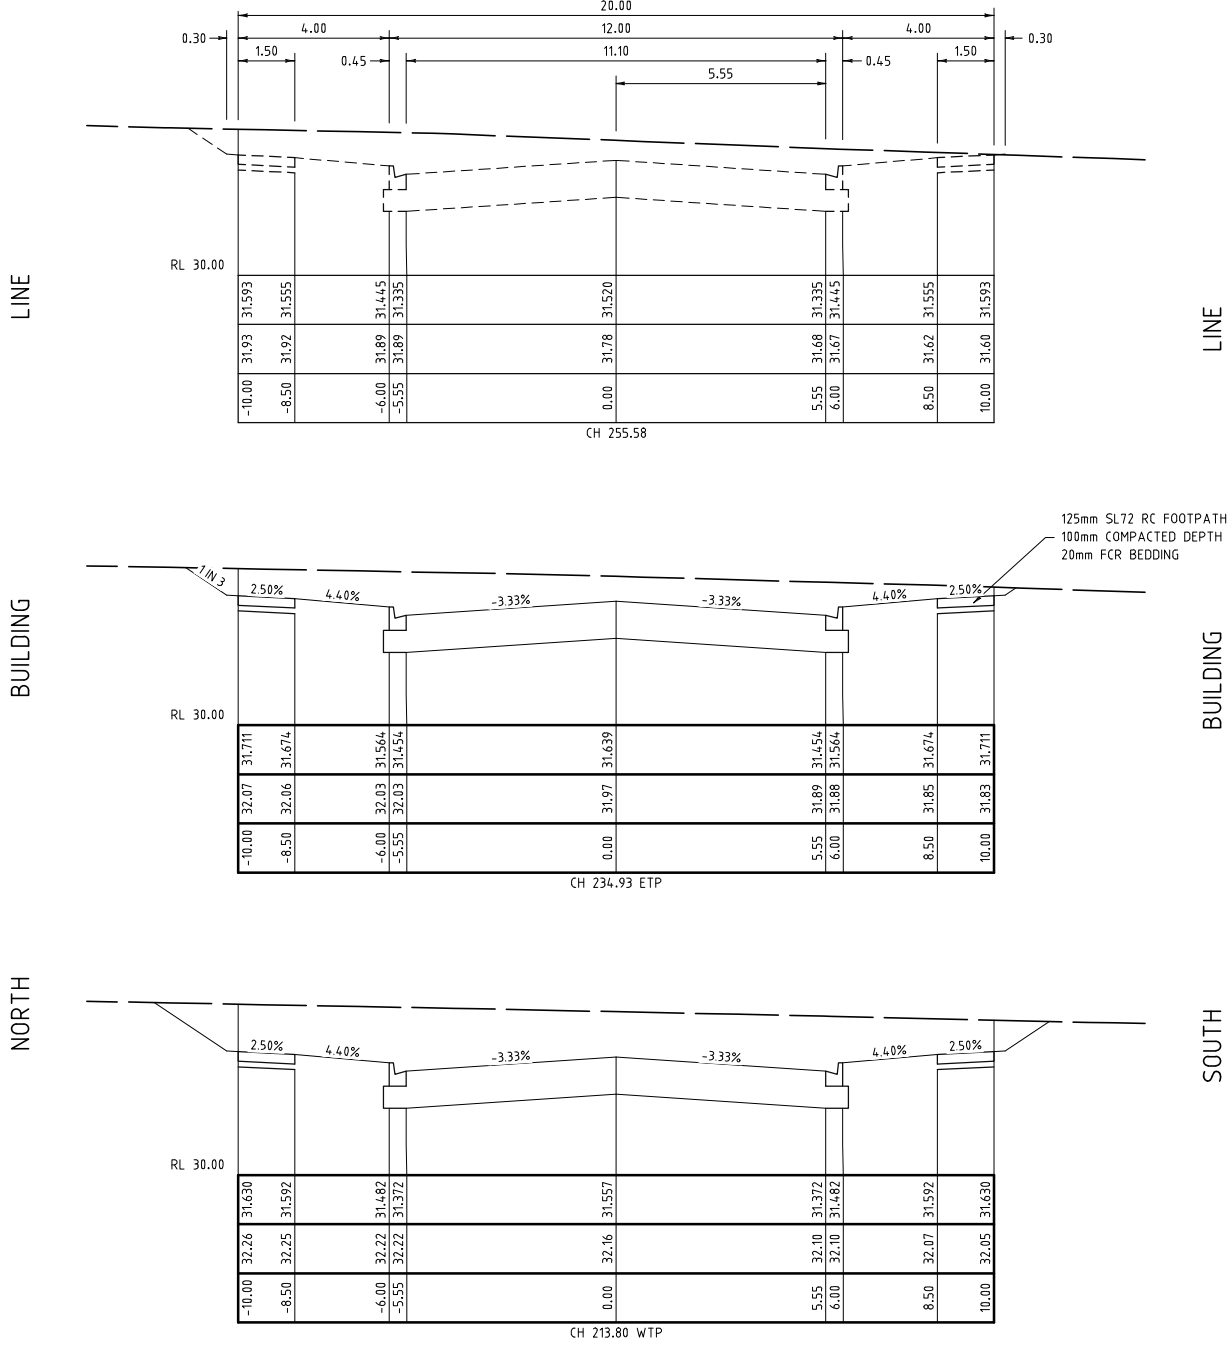 20.00
4.00 12.00 4.00
0.30 0.30
1.50 11.10 1.50
0.45 0.45
5.55
RL 30.00
31.593 31.555 31.445 31.335 31.520 31.335 31.445 31.555 31.593
31.93 31.92 31.89 31.89 31.78 31.68 31.67 31.62 31.60
-10.00 -8.50 -6.00 -5.55 0.00 5.55 6.00 8.50 10.00
CH 255.58
125mm SL72 RC FOOTPATH
100mm COMPACTED DEPTH
20mm FCR BEDDING
1 IN 3
2.50% 4.40% -3.33% -3.33% 4.40% 2.50%
RL 30.00
31.711 31.674 31.564 31.454 31.639 31.454 31.564 31.674 31.711
32.07 32.06 32.03 32.03 31.97 31.89 31.88 31.85 31.83
-10.00 -8.50 -6.00 -5.55 0.00 5.55 6.00 8.50 10.00
CH 234.93 ETP
2.50% 4.40% -3.33% -3.33% 4.40% 2.50%
RL 30.00
31.630 31.592 31.482 31.372 31.557 31.372 31.482 31.592 31.630
32.26 32.25 32.22 32.22 32.16 32.10 32.10 32.07 32.05
-10.00 -8.50 -6.00 -5.55 0.00 5.55 6.00 8.50 10.00
CH 213.80 WTP
NORTH BUILDING LINE
SOUTH BUILDING LINE